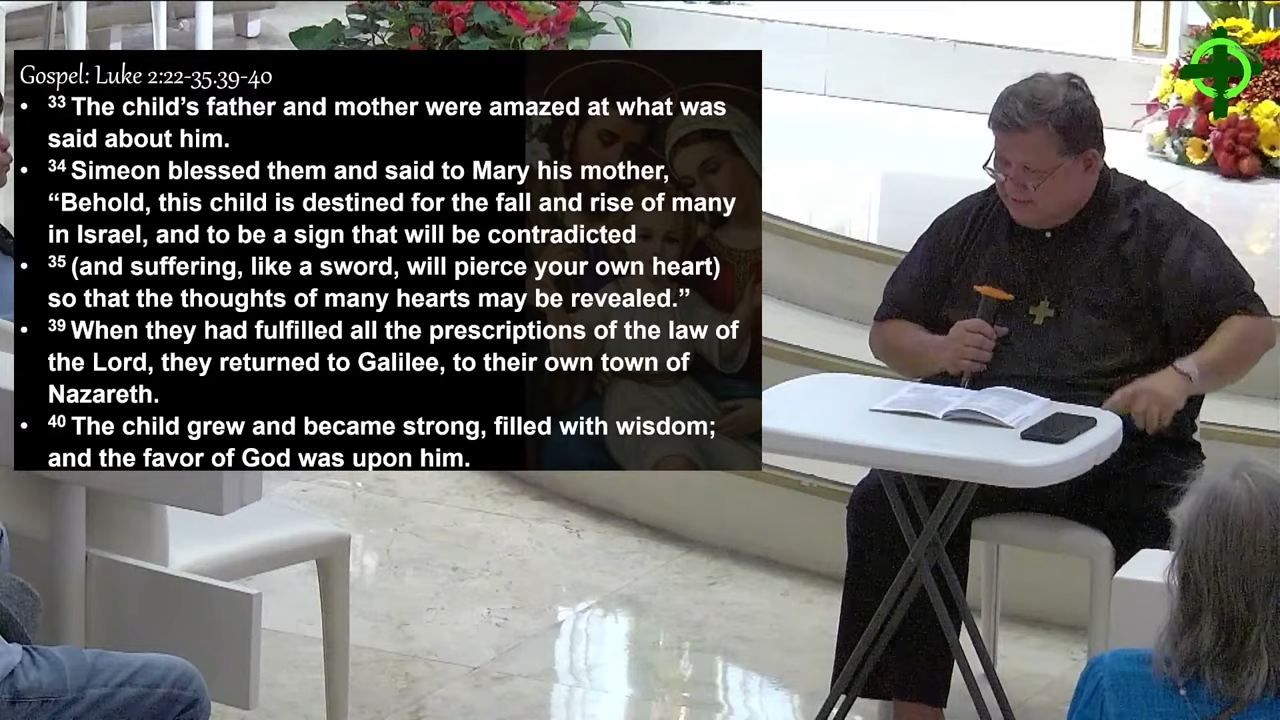 Gospel: Luke 2:22-35.39-40
• 33 The child’s father and mother were amazed at what was
said about him.
• 34 Simeon blessed them and said to Mary his mother,
“Behold, this child is destined for the fall and rise of many
in Israel, and to be a sign that will be contradicted
• 35 (and suffering, like a sword, will pierce your own heart)
so that the thoughts of many hearts may be revealed.”
• 39 When they had fulfilled all the prescriptions of the law of
the Lord, they returned to Galilee, to their own town of
Nazareth.
• 40 The child grew and became strong, filled with wisdom;
and the favor of God was upon him.